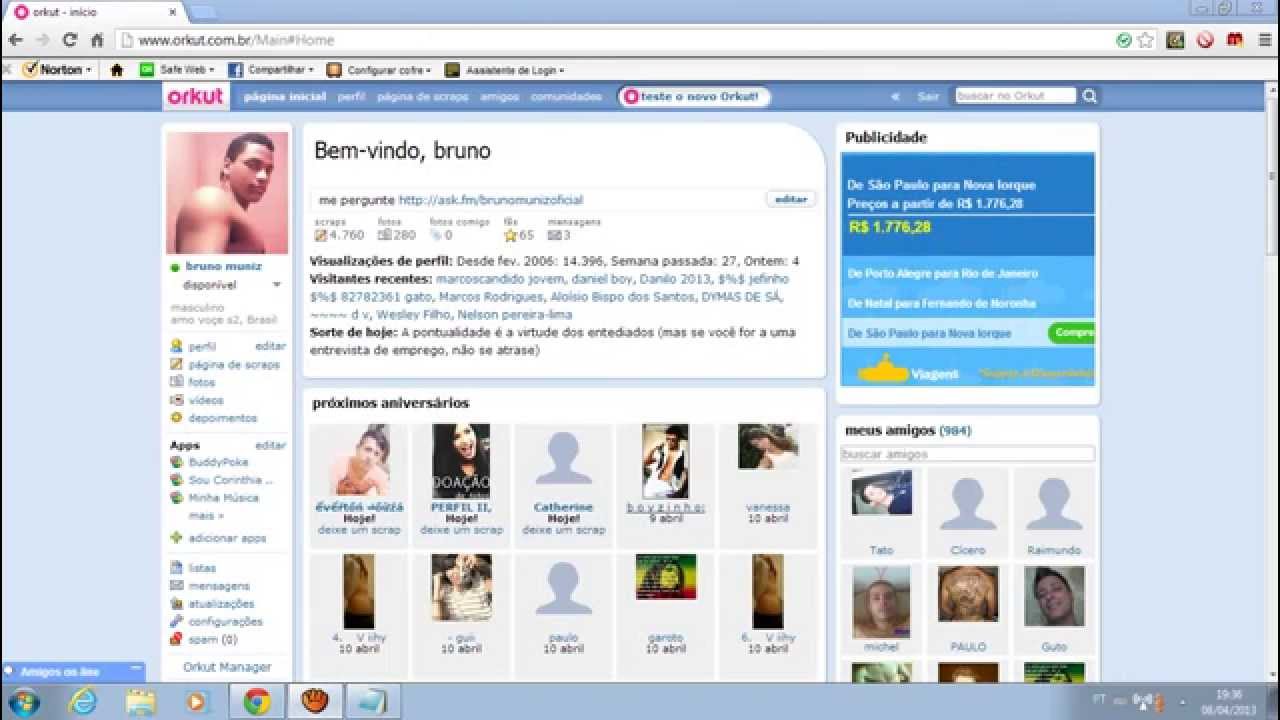 orkut - início
www.orkut.com.br/Main#Home
Norton
Safe Web
Compartilhar
Configurar cofre
Assistente de Login
orkut
página inicial
perfil
página de scraps
amigos
comunidades
teste o novo Orkut!
Sair
buscar no Orkut
bruno muniz
disponível
masculino
amo voçe s2, Brasil
perfil editar
página de scraps
fotos
vídeos
depoimentos
Apps editar
BuddyPoke
Sou Corinthia ..
Minha Música
mais »
adicionar apps
listas
mensagens
atualizações
configurações
spam (0)
Orkut Manager
Bem-vindo, bruno
me pergunte http://ask.fm/brunomunizoficial
editar
scraps fotos fotos comigo fãs mensagens
4.760 280 0 65 3
Visualizações de perfil: Desde fev. 2006: 14.396, Semana passada: 27, Ontem: 4
Visitantes recentes: marcoscandido jovem, daniel boy, Danilo 2013, $%$ jefinho
$%$ 82782361 gato, Marcos Rodrigues, Aloísio Bispo dos Santos, DYMAS DE SÁ,
~~~~ d v, Wesley Filho, Nelson pereira-lima
Sorte de hoje: A pontualidade é a virtude dos entediados (mas se você for a uma
entrevista de emprego, não se atrase)
próximos aniversários
DOAÇÃO
PERFIL II, Catherine b o y z i n h o: vanessa
Hoje! Hoje! Hoje! 9 abril 10 abril
deixe um scrap deixe um scrap deixe um scrap
4. V iihy - guii paulo garoto 6. V iihy
10 abril 10 abril 10 abril 10 abril 10 abril
Publicidade
De São Paulo para Nova Iorque
Preços a partir de R$ 1.776,28
R$ 1.776,28
De Porto Alegre para Rio de Janeiro
De Natal para Fernando de Noronha
De São Paulo para Nova Iorque
Compre
Viagens
meus amigos (984)
buscar amigos
Tato Cícero Raimundo
michel PAULO Guto
Amigos on line
PT
19:36
08/04/2013